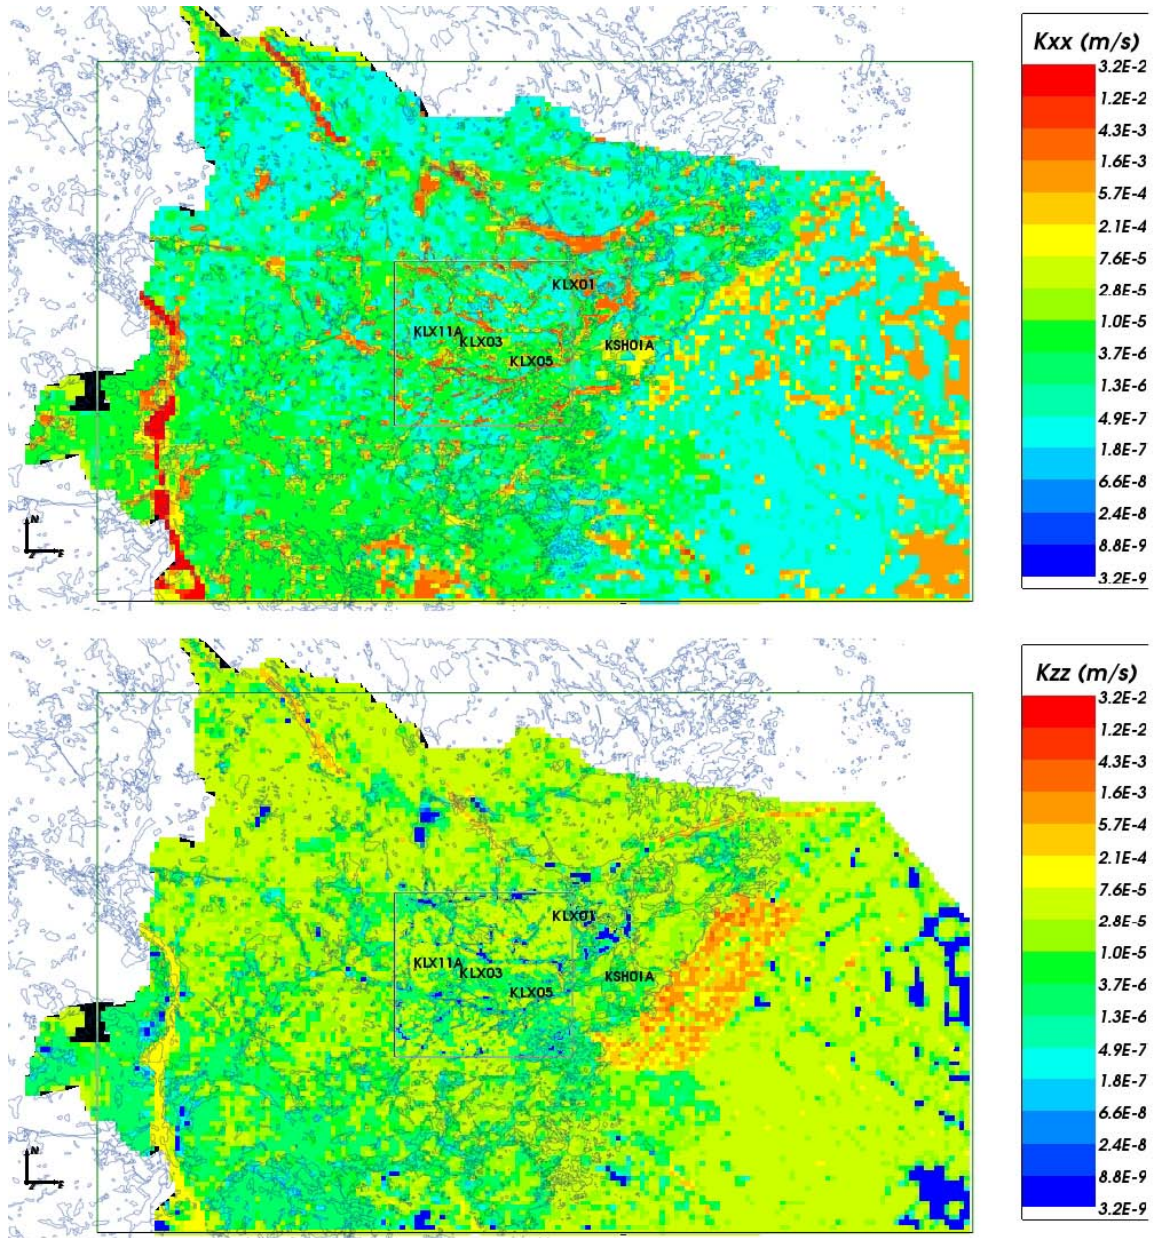 Kxx (m/s)
3.2E-2
1.2E-2
4.3E-3
1.6E-3
5.7E-4
2.1E-4
7.6E-5
2.8E-5
1.0E-5
3.7E-6
1.3E-6
4.9E-7
1.8E-7
6.6E-8
2.4E-8
8.8E-9
3.2E-9
KLX01
KLX11A
KLX03
KSH01A
KLX05
N
Kzz (m/s)
3.2E-2
1.2E-2
4.3E-3
1.6E-3
5.7E-4
2.1E-4
7.6E-5
2.8E-5
1.0E-5
3.7E-6
1.3E-6
4.9E-7
1.8E-7
6.6E-8
2.4E-8
8.8E-9
3.2E-9
KLX01
KLX11A
KLX03
KSH01A
KLX05
N